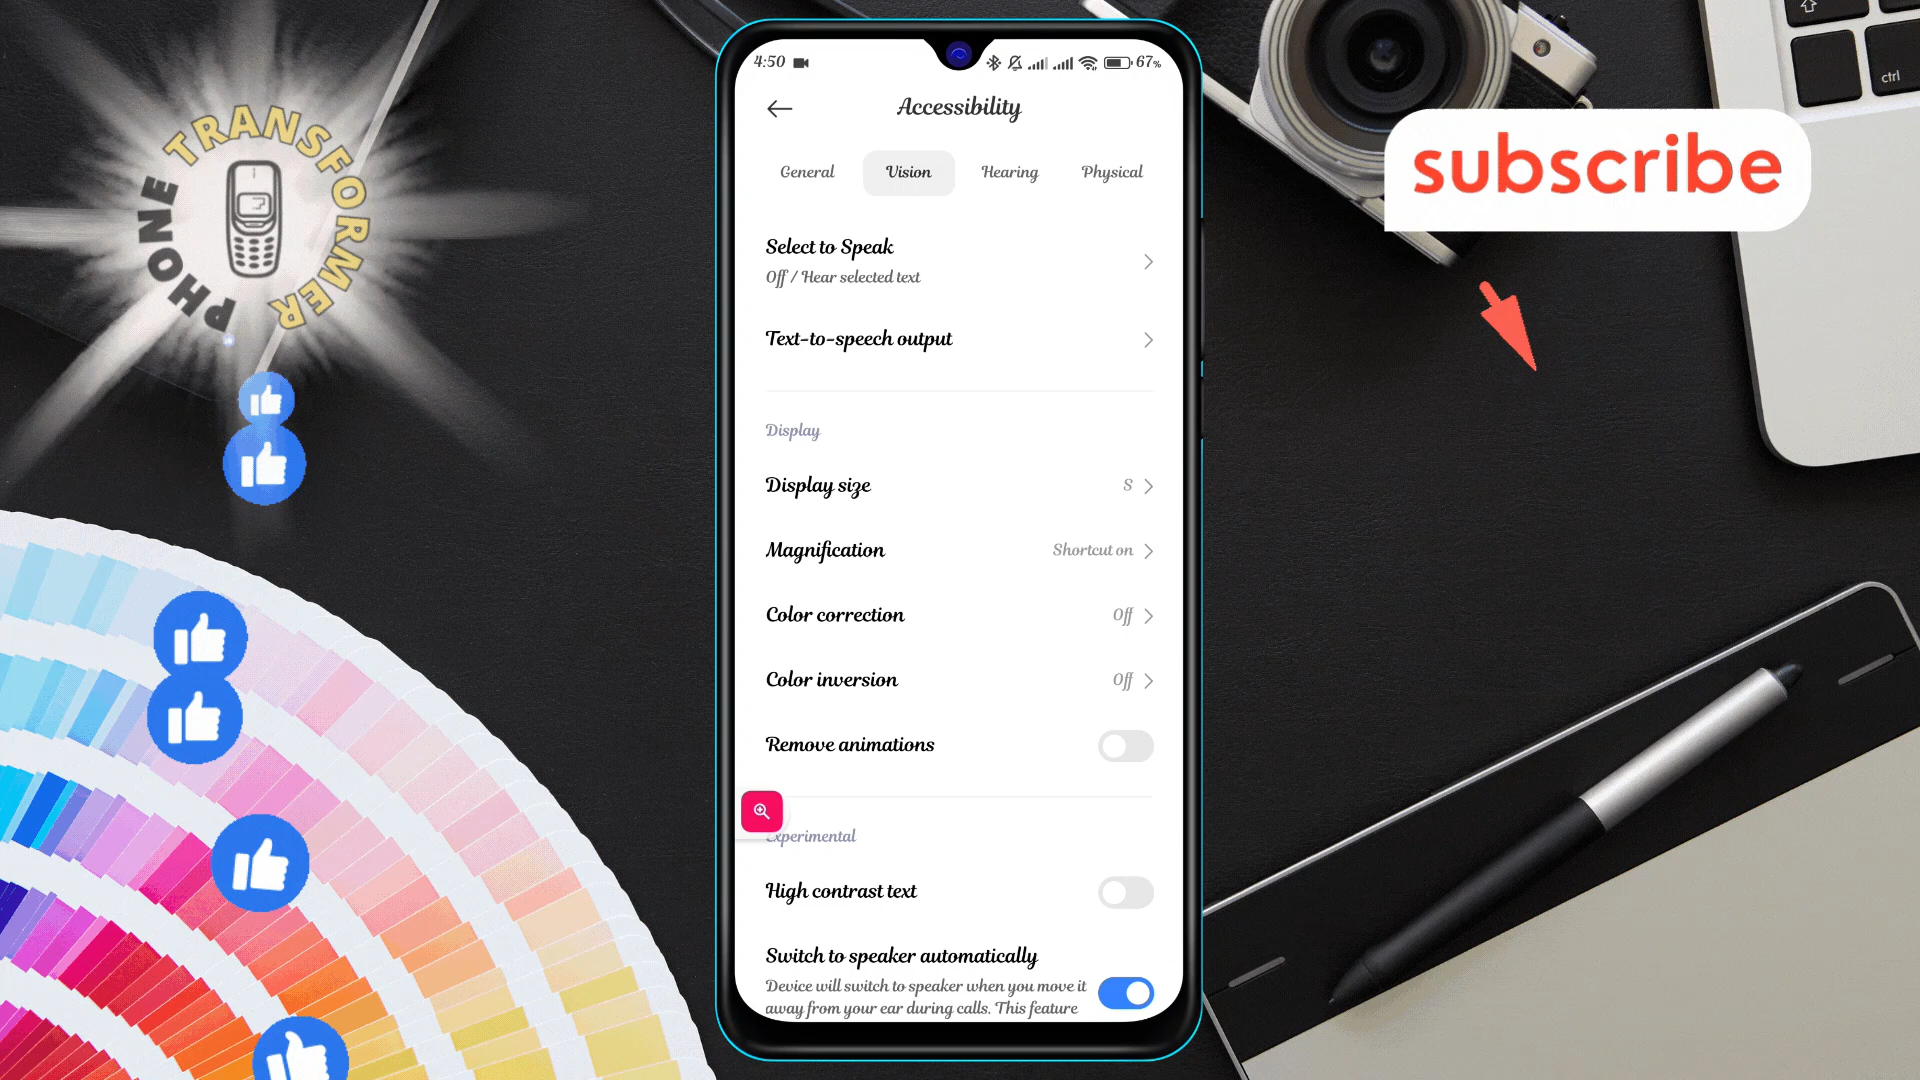 PHONE TRANSFORMER
4:50
67%
Accessibility
General
Vision
Hearing
Physical
Select to Speak
Off / Hear selected text
Text-to-speech output
Display
Display size
S
Magnification
Shortcut on
Color correction
Off
Color inversion
Off
Remove animations
Experimental
High contrast text
Switch to speaker automatically
Device will switch to speaker when you move it
away from your ear during calls. This feature
subscribe
ctrl